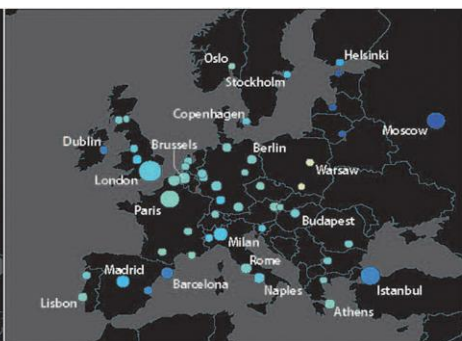 Oslo
Helsinki
Stockholm
Copenhagen
Moscow
Dublin
Brussels
Berlin
London
Warsaw
Paris
Budapest
Milan
Madrid
Rome
Barcelona
Naples
Istanbul
Lisbon
Athens